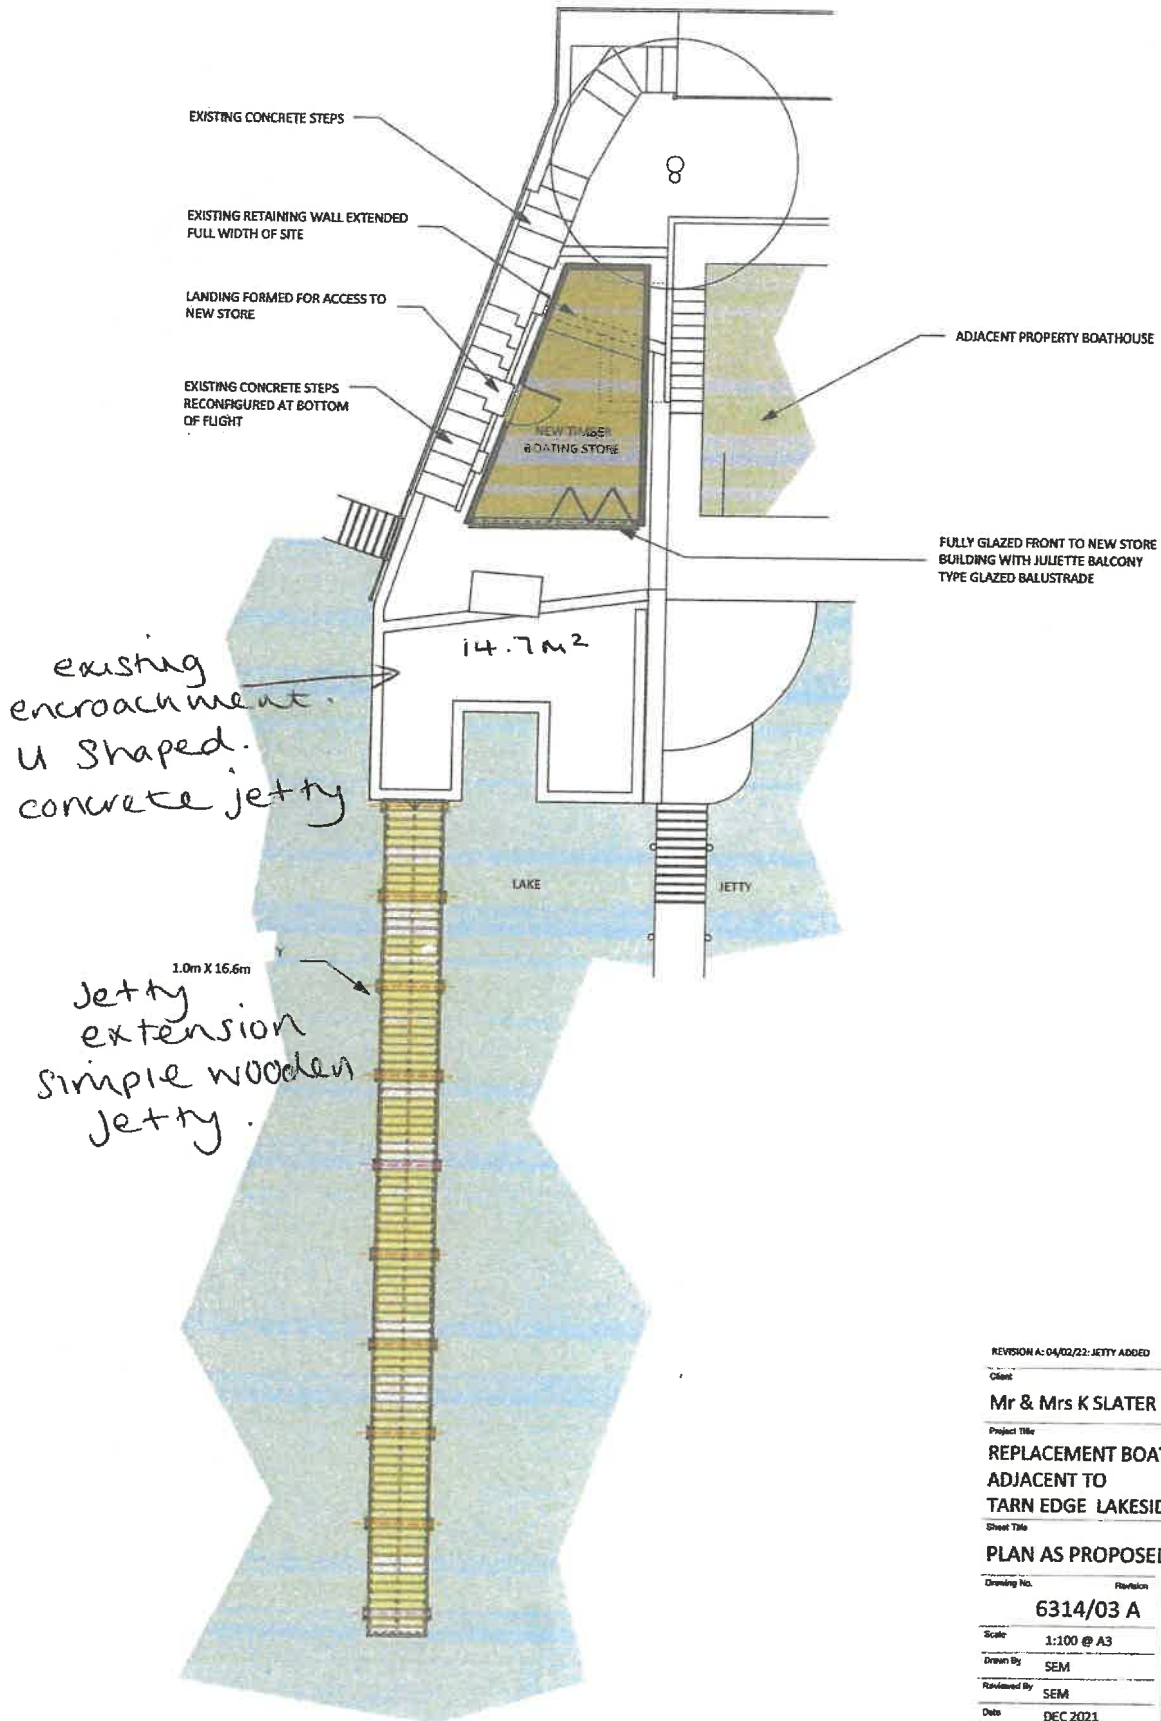 EXISTING CONCRETE STEPS
EXISTING RETAINING WALL EXTENDED
FULL WIDTH OF SITE
LANDING FORMED FOR ACCESS TO
NEW STORE
EXISTING CONCRETE STEPS
RECONFIGURED AT BOTTOM
OF FLIGHT
ADJACENT PROPERTY BOATHOUSE
NEW TIMBER
BOATING STORE
FULLY GLAZED FRONT TO NEW STORE
BUILDING WITH JULIETTE BALCONY
TYPE GLAZED BALUSTRADE
14.7m²
existing
encroachment.
U Shaped.
concrete jetty
LAKE
JETTY
1.0m X 16.6m
Jetty
extension
simple wooden
Jetty.
REVISION A: 04/02/22: JETTY ADDED
Client
Mr & Mrs K SLATER
Project Title
REPLACEMENT BOAT
ADJACENT TO
TARN EDGE LAKESID
Sheet Title
PLAN AS PROPOSED
Drawing No. Revision
6314/03 A
Scale 1:100 @ A3
Drawn By SEM
Reviewed By SEM
Date DEC 2021